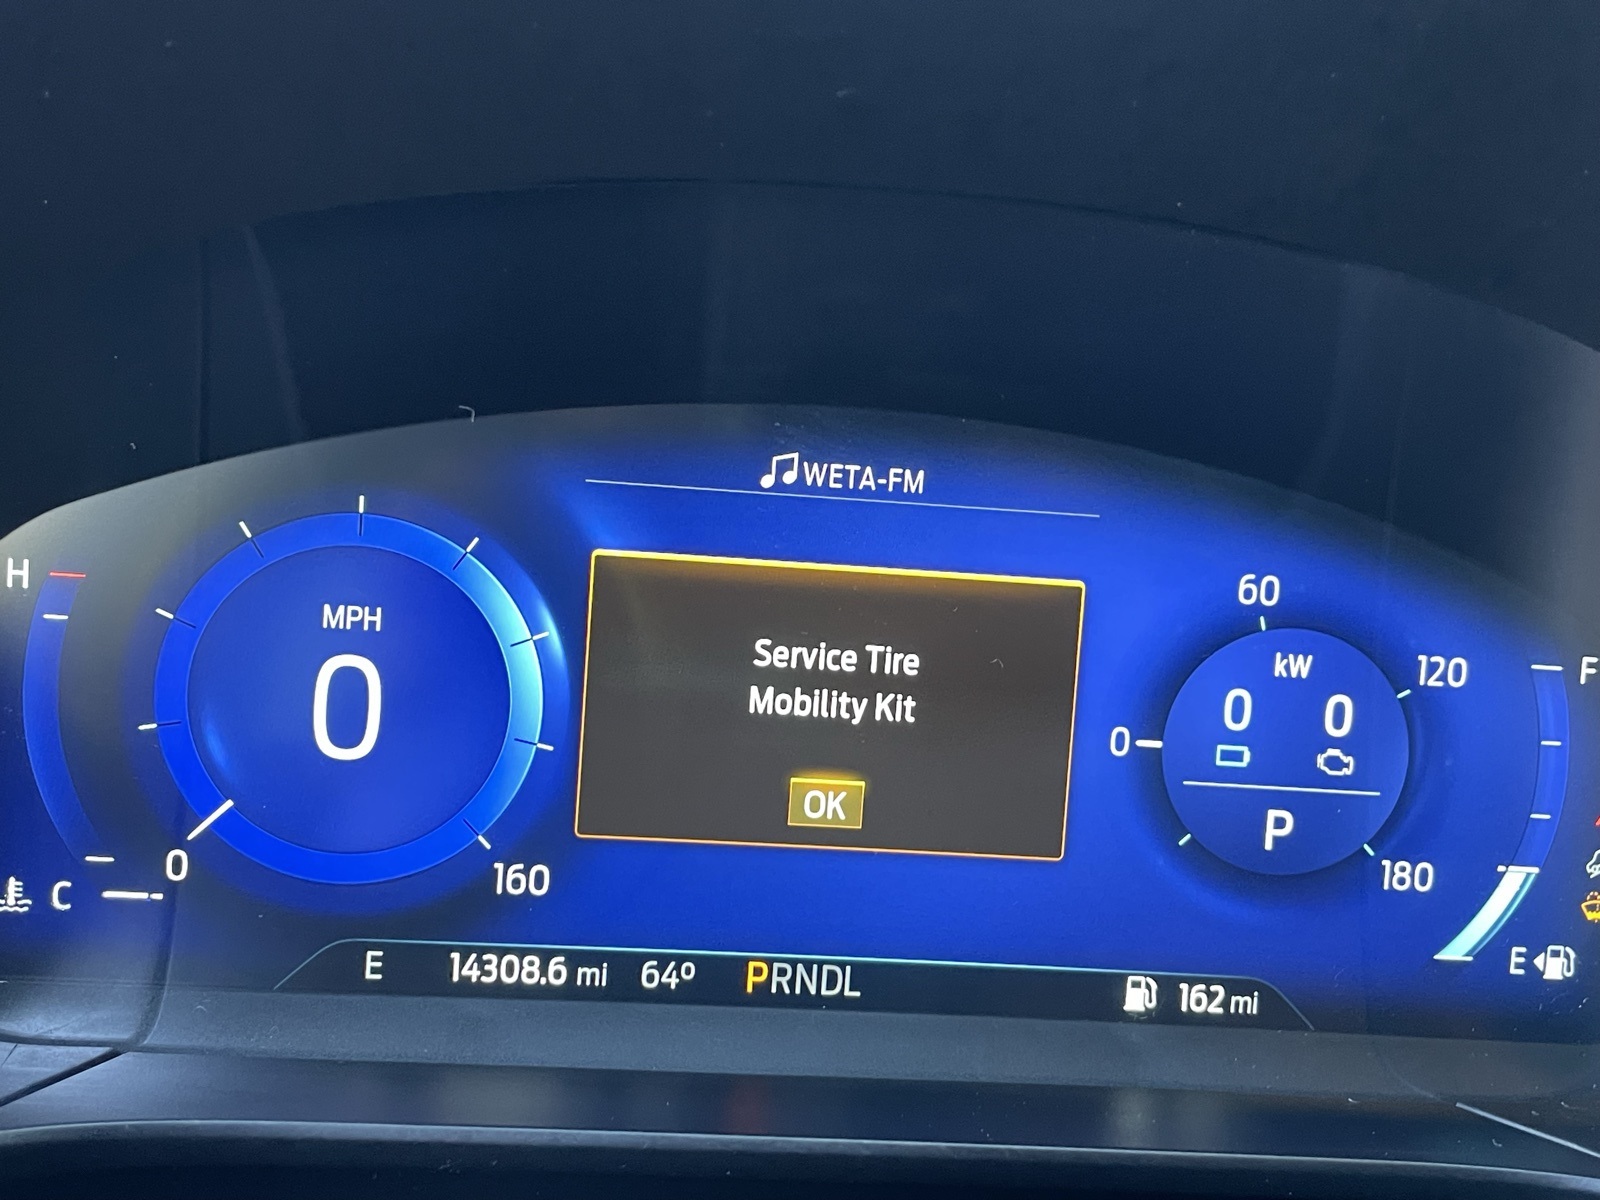 WETA-FM
H
MPH
0
C
0
160
Service Tire
Mobility Kit
OK
60
kW
0 0
120
0
P
180
F
E
E 14308.6 mi 64º PRNDL 162 mi